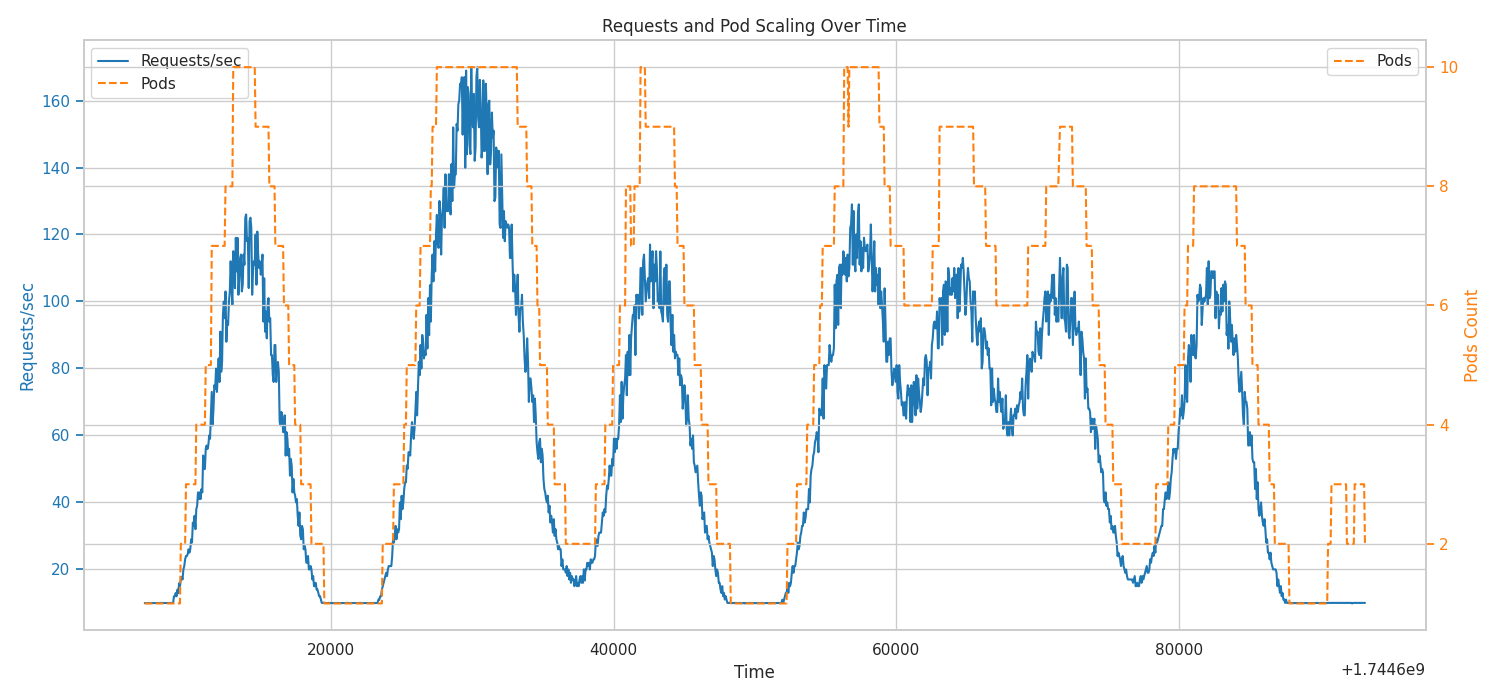 Requests and Pod Scaling Over Time
Requests/sec
Pods
Pods
160
140
120
100
80
60
40
20
Requests/sec
10
8
6
4
2
Pods Count
20000
40000
60000
80000
+1.7446e9
Time